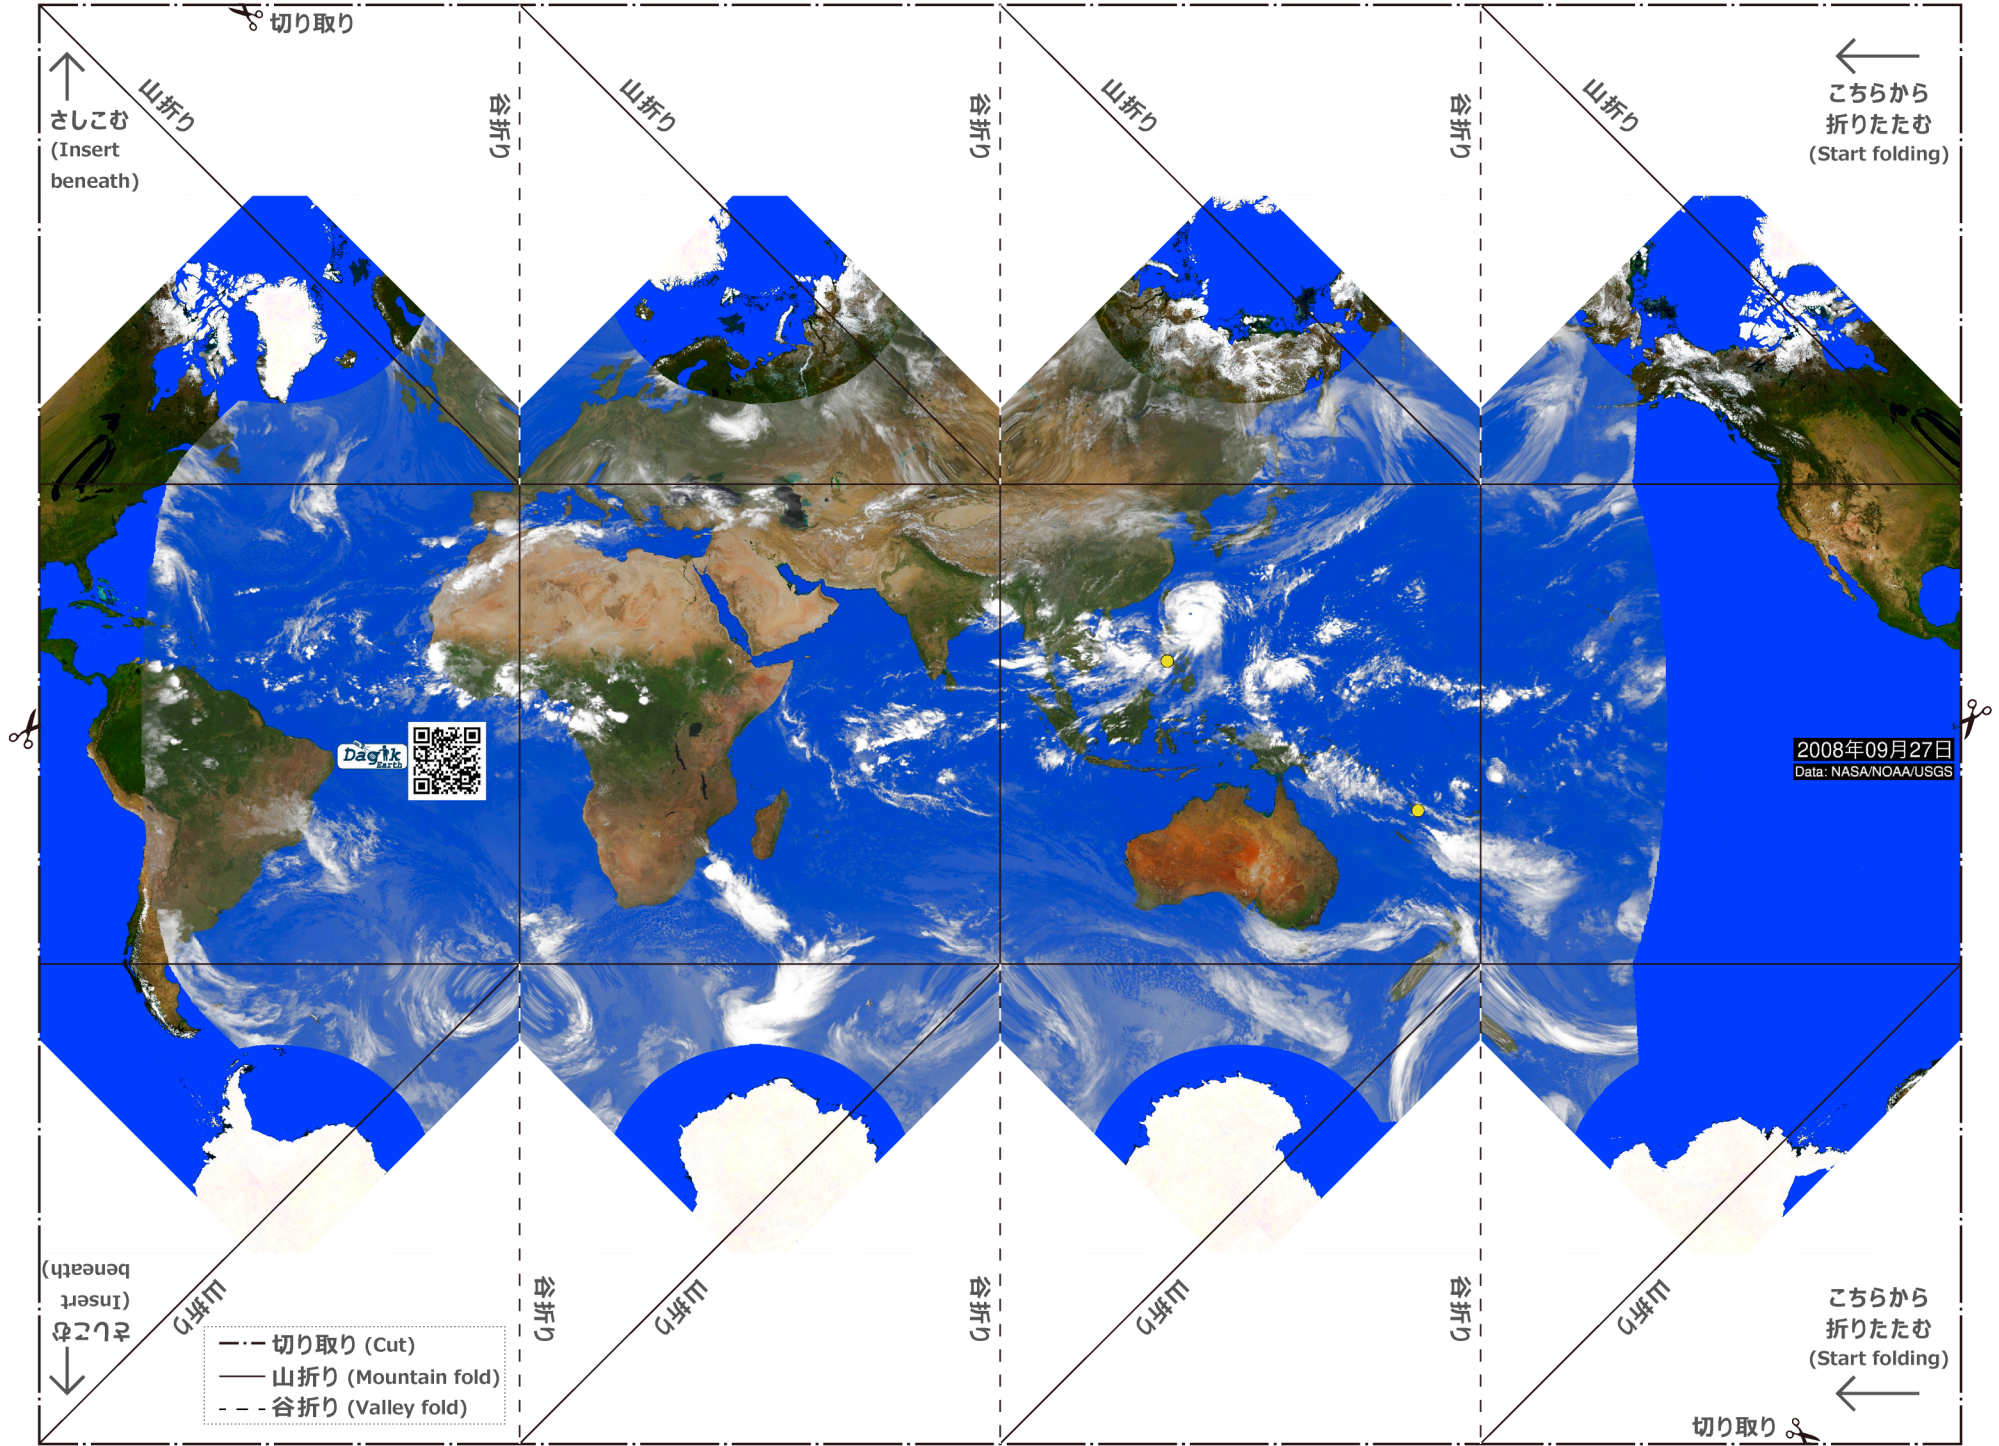 切り取り
さしこむ
(Insert
beneath)
山折り
谷折り
山折り
谷折り
山折り
谷折り
山折り
こちらから
折りたたむ
(Start folding)
Dagik
Earth
2008年09月27日
Data: NASA/NOAA/USGS
さしこむ
(Insert
beneath)
山折り
谷折り
山折り
谷折り
山折り
谷折り
山折り
こちらから
折りたたむ
(Start folding)
切り取り (Cut)
山折り (Mountain fold)
谷折り (Valley fold)
切り取り